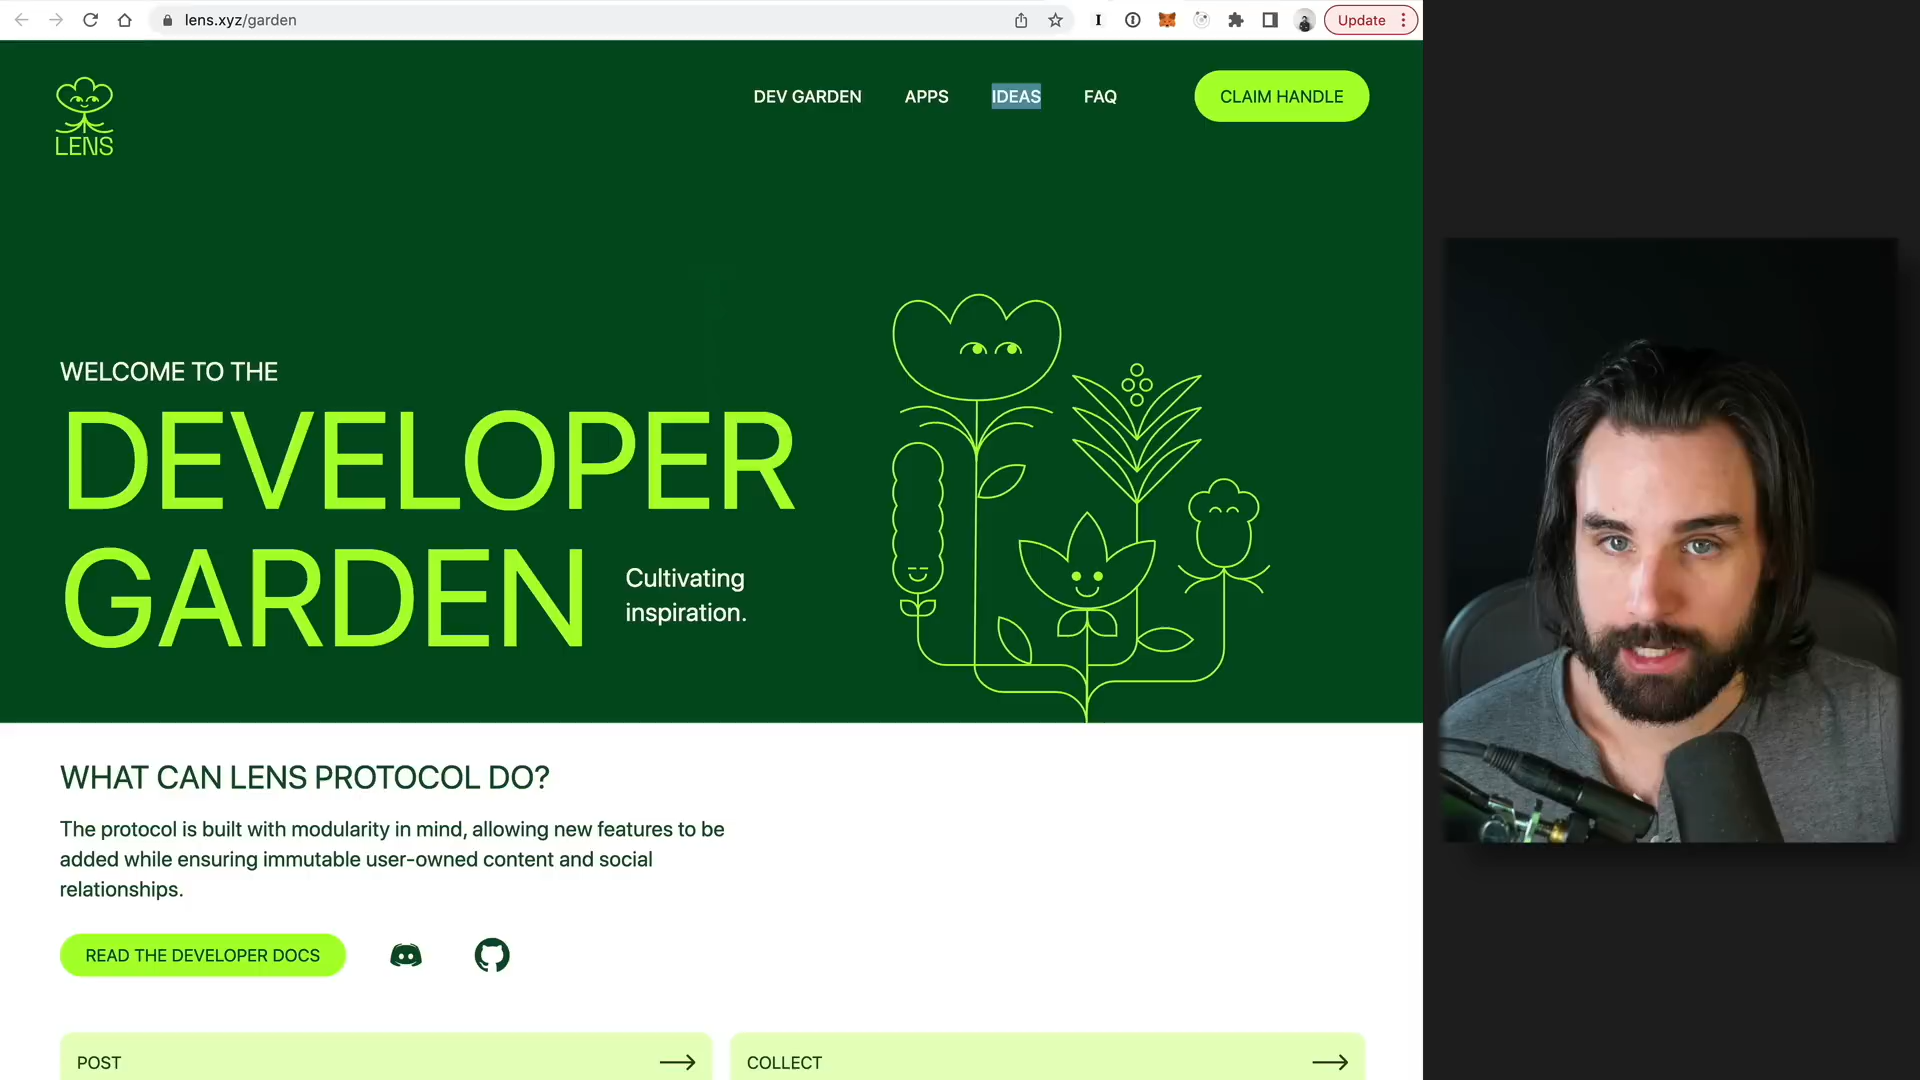 lens.xyz/garden
Update
LENS
DEV GARDEN
APPS
IDEAS
FAQ
CLAIM HANDLE
WELCOME TO THE
DEVELOPER
GARDEN
Cultivating
inspiration.
WHAT CAN LENS PROTOCOL DO?
The protocol is built with modularity in mind, allowing new features to be
added while ensuring immutable user-owned content and social
relationships.
READ THE DEVELOPER DOCS
POST
COLLECT